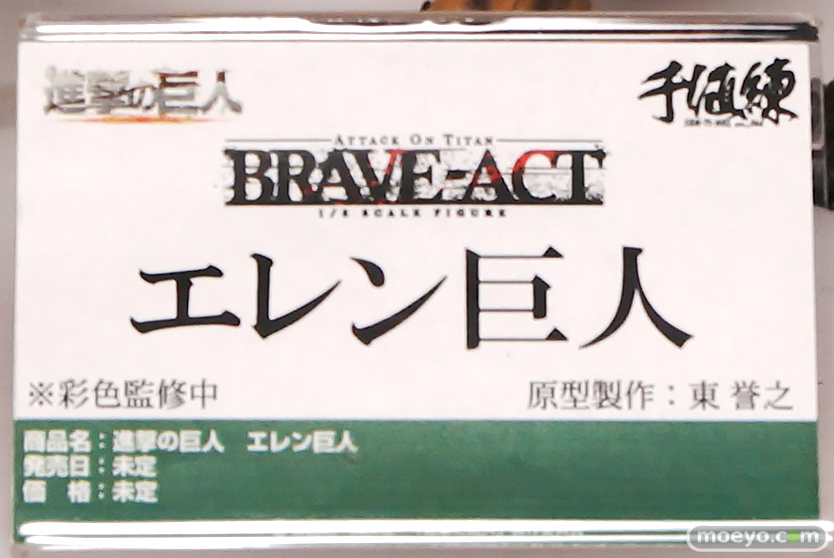 進撃の巨人
千値練
ATTACK ON TITAN
BRAVE-ACT
1/8 SCALE FIGURE
エレン巨人
※彩色監修中
原型製作：東 誉之
商品名：進撃の巨人　エレン巨人
発売日：未定
価　格：未定
moeyo.com